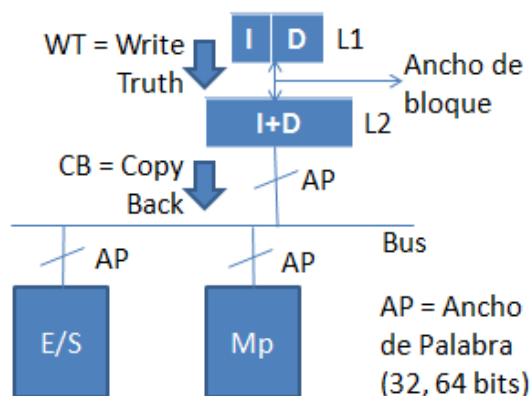 WT = Write
Truth
I
D
L1
Ancho de
bloque
I+D
L2
CB = Copy
Back
AP
Bus
AP
AP
E/S
Mp
AP = Ancho
de Palabra
(32, 64 bits)